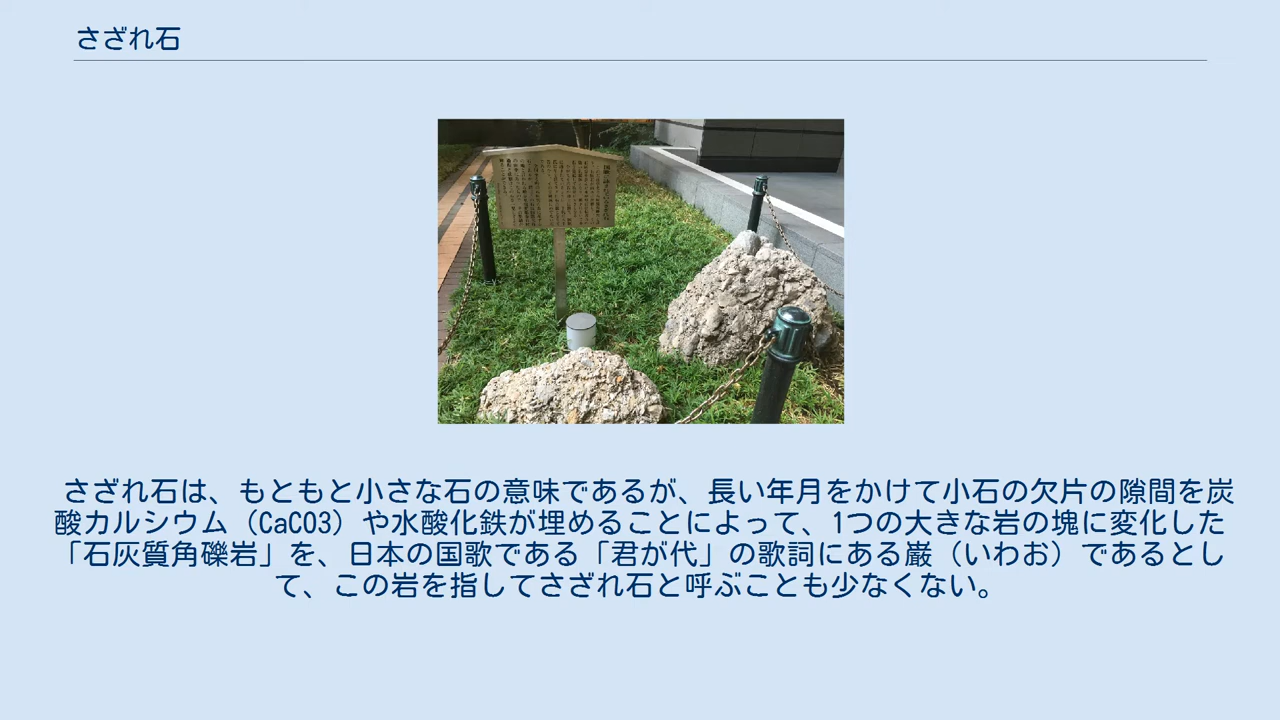 さざれ石
さざれ石は、もともと小さな石の意味であるが、長い年月をかけて小石の欠片の隙間を炭
酸カルシウム（CaCO3）や水酸化鉄が埋めることによって、1つの大きな岩の塊に変化した
「石灰質角礫岩」を、日本の国歌である「君が代」の歌詞にある巌（いわお）であるとし
て、この岩を指してさざれ石と呼ぶことも少なくない。